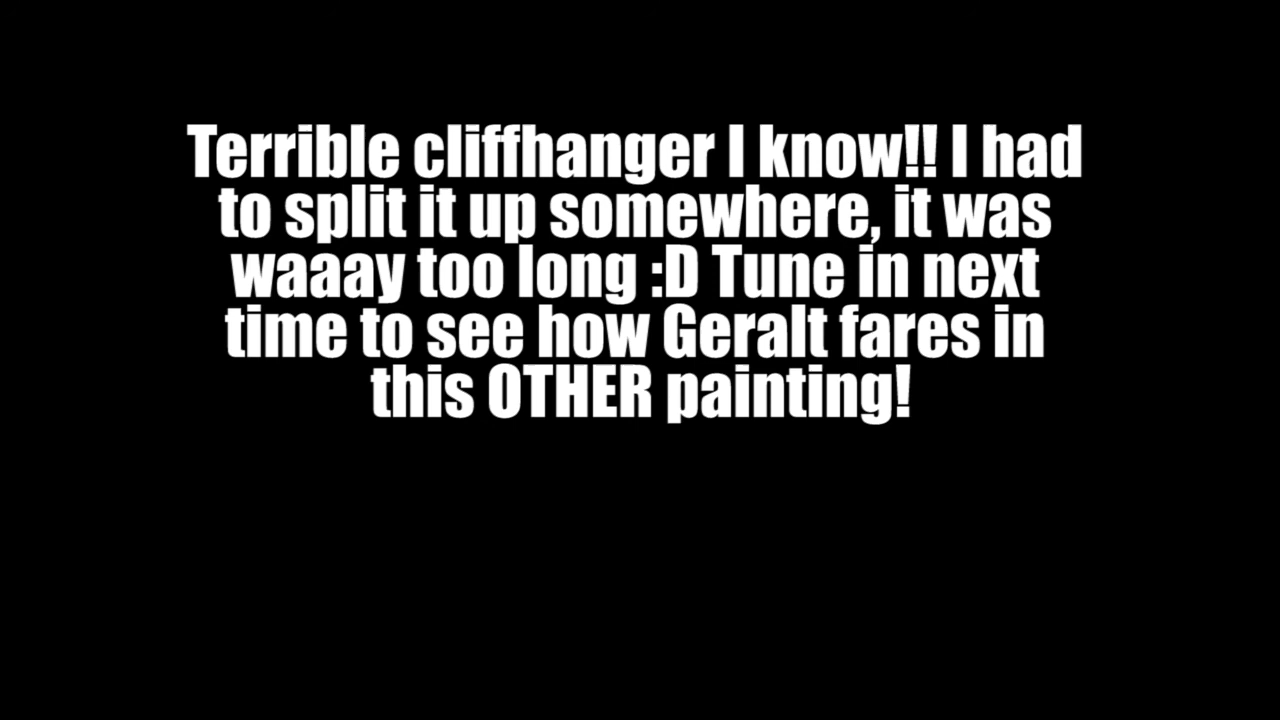 Terrible cliffhanger I know!! I had
to split it up somewhere, it was
waaay too long :D Tune in next
time to see how Geralt fares in
this OTHER painting!